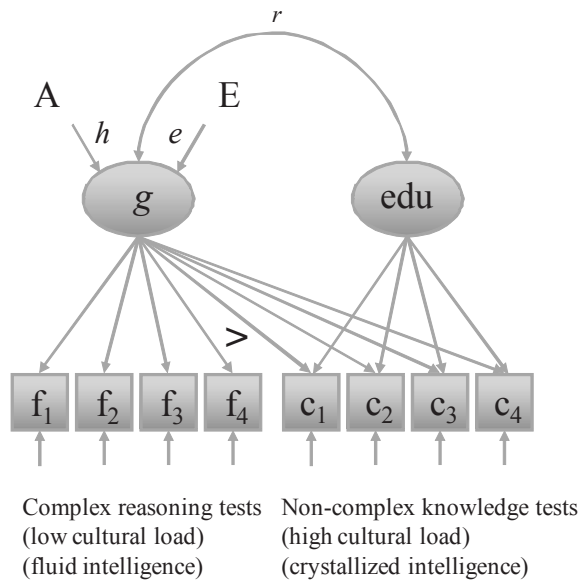 r
A E
h e
g edu
>
f1 f2 f3 f4 c1 c2 c3 c4
Complex reasoning tests
(low cultural load)
(fluid intelligence)
Non-complex knowledge tests
(high cultural load)
(crystallized intelligence)